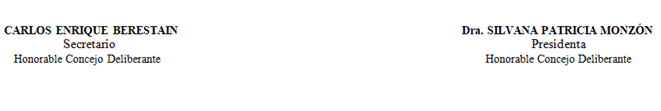 CARLOS ENRIQUE BERESTAIN
Secretario
Honorable Concejo Deliberante
Dra. SILVANA PATRICIA MONZÓN
Presidenta
Honorable Concejo Deliberante